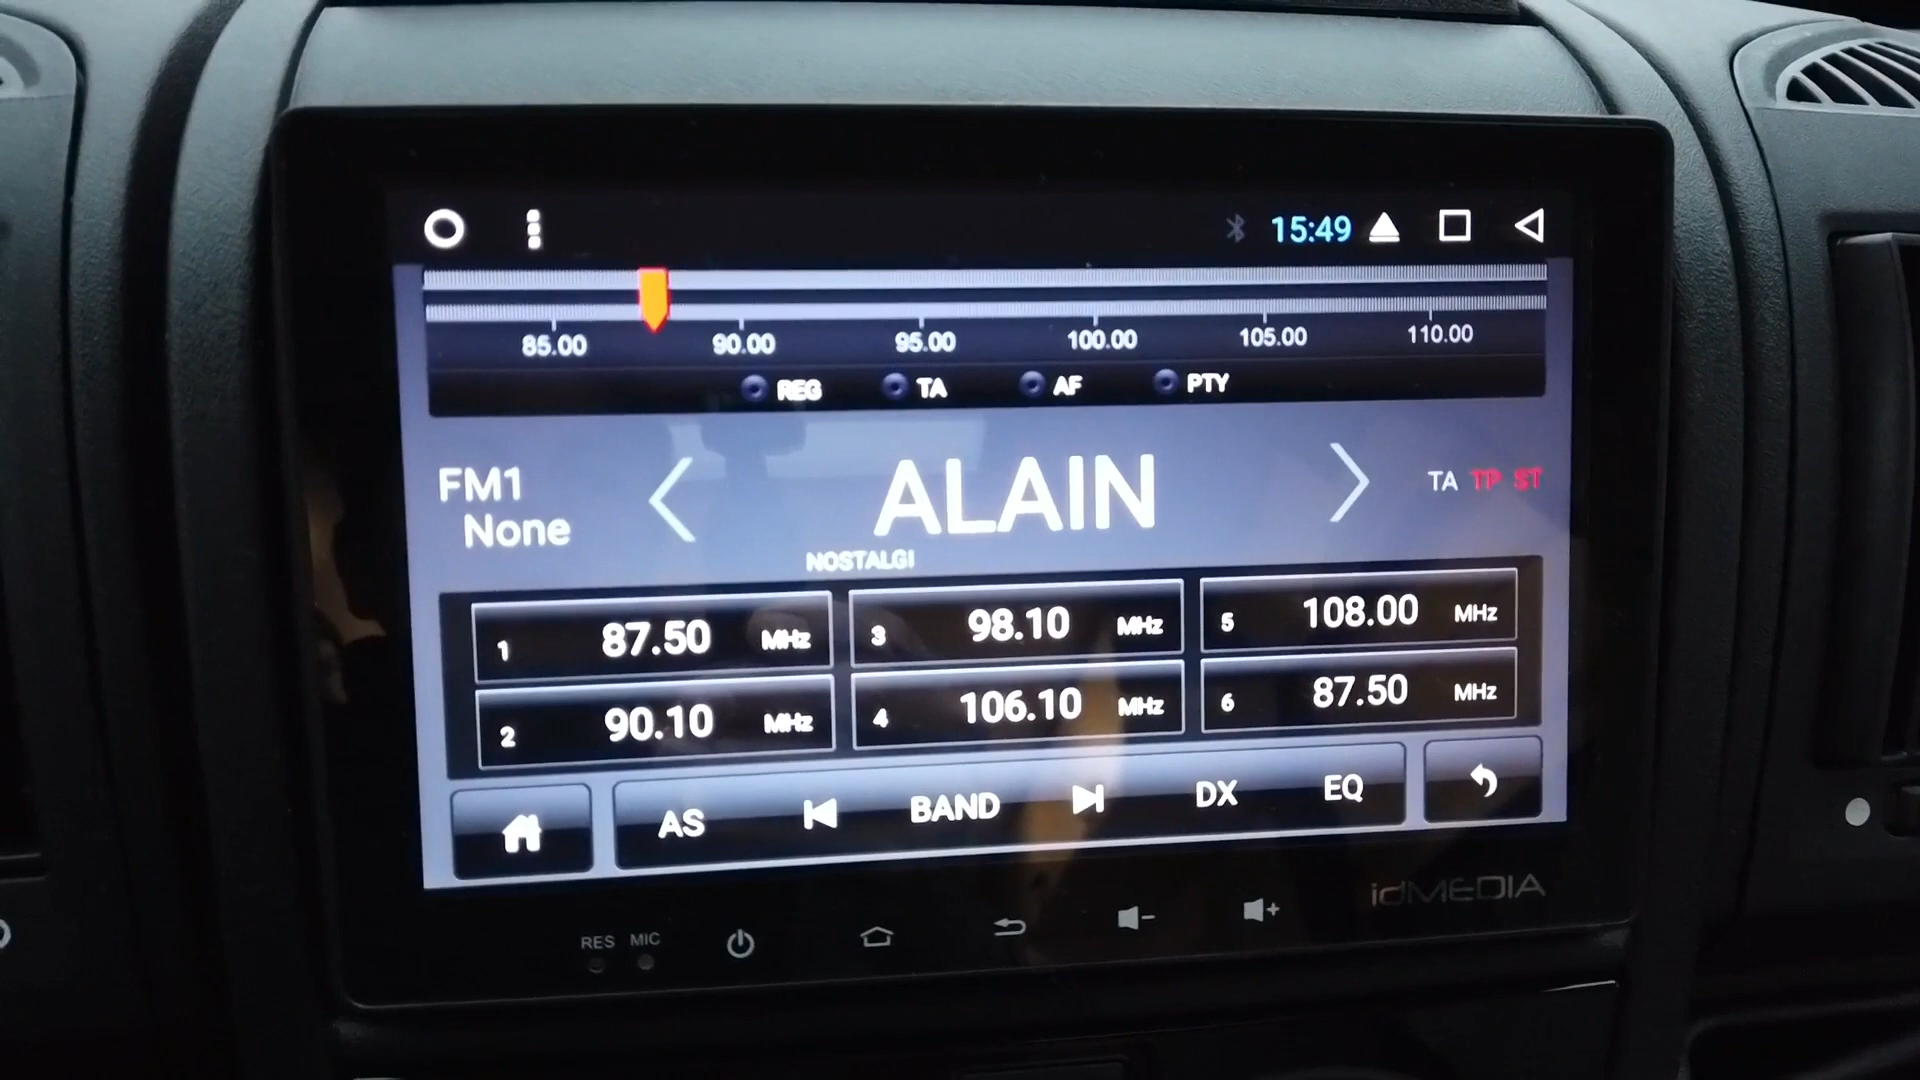 15:49
85.00 90.00 95.00 100.00 105.00 110.00
REG TA AF PTY
FM1
None
ALAIN
TA TP ST
NOSTALGI
1 87.50 MHz
3 98.10 MHz
5 108.00 MHz
2 90.10 MHz
4 106.10 MHz
6 87.50 MHz
AS BAND DX EQ
idMEDIA
RES MIC